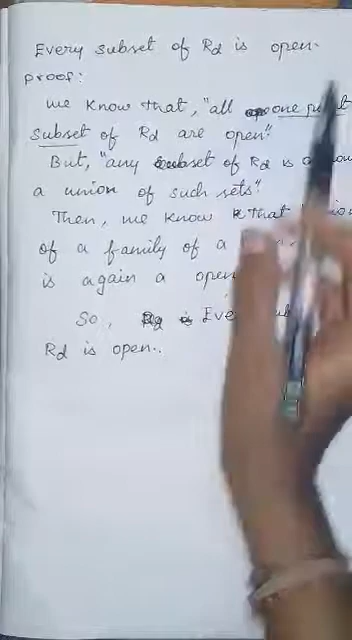 Every subset of Rd is open.
proof:
we know that, "all one point
subset of Rd are open".
But, "any subset of Rd is
a union of such sets".
Then, we know that
of a family of a
is again a open
So, Every
Rd is open..